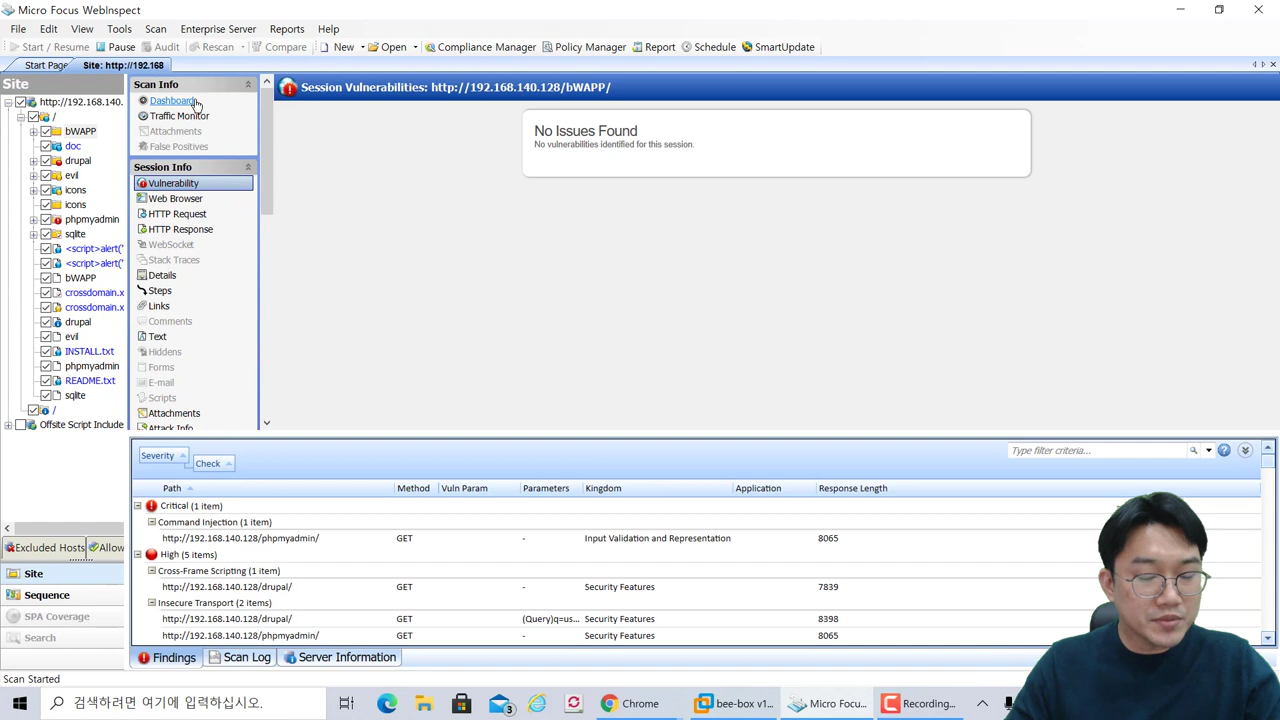 Micro Focus WebInspect
File Edit View Tools Scan Enterprise Server Reports Help
Start / Resume Pause Audit Rescan Compare New Open Compliance Manager Policy Manager Report Schedule SmartUpdate
Start Page Site: http://192.168
Site
http://192.168.140.
/
bWAPP
doc
drupal
evil
icons
icons
phpmyadmin
sqlite
<script>alert('
<script>alert('
bWAPP
crossdomain.x
crossdomain.x
drupal
evil
INSTALL.txt
phpmyadmin
README.txt
sqlite
/
Offsite Script Include
Excluded Hosts Allow
Site
Sequence
SPA Coverage
Search
Scan Info
Dashboard
Traffic Monitor
Attachments
False Positives
Session Info
Vulnerability
Web Browser
HTTP Request
HTTP Response
WebSocket
Stack Traces
Details
Steps
Links
Comments
Text
Hiddens
Forms
E-mail
Scripts
Attachments
Attack Info
Session Vulnerabilities: http://192.168.140.128/bWAPP/
No Issues Found
No vulnerabilities identified for this session.
Severity
Check
Type filter criteria...
Path Method Vuln Param Parameters Kingdom Application Response Length
Critical (1 item)
Command Injection (1 item)
http://192.168.140.128/phpmyadmin/ GET - Input Validation and Representation 8065
High (5 items)
Cross-Frame Scripting (1 item)
http://192.168.140.128/drupal/ GET - Security Features 7839
Insecure Transport (2 items)
http://192.168.140.128/drupal/ GET (Query)q=us... Security Features 8398
http://192.168.140.128/phpmyadmin/ GET - Security Features 8065
Findings Scan Log Server Information
Scan Started
검색하려면 여기에 입력하십시오.
3
Chrome
bee-box v1...
Micro Focus...
Recording...